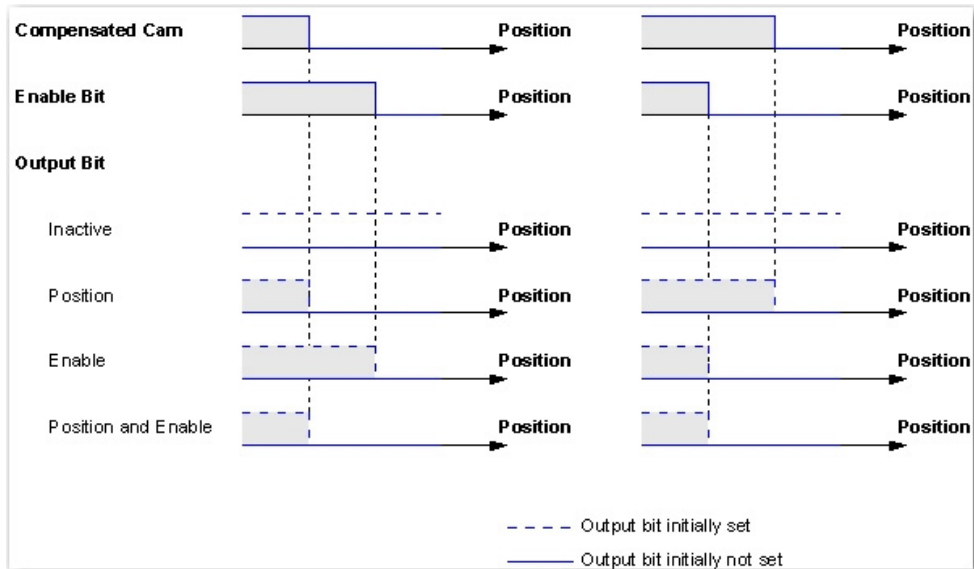 Compensated Cam Position Position
Enable Bit Position Position
Output Bit
Inactive Position Position
Position Position Position
Enable Position Position
Position and Enable Position Position
Output bit initially set
Output bit initially not set